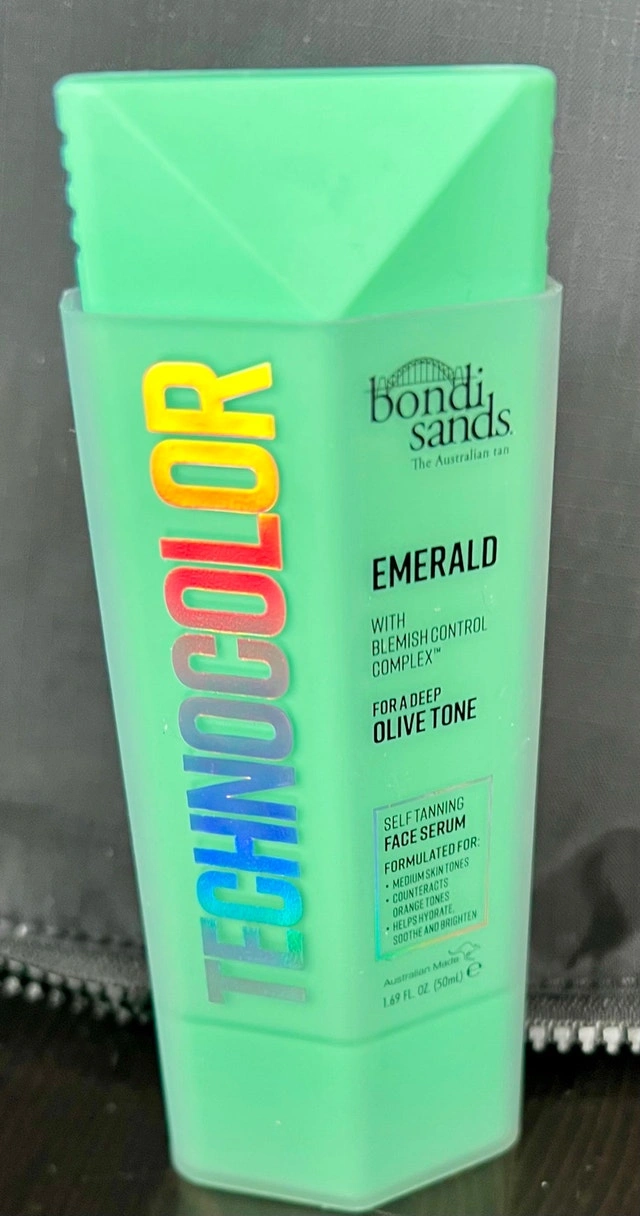 TECHNOCOLOR
bondi
sands.
The Australian tan
EMERALD
WITH
BLEMISH CONTROL
COMPLEX™
FOR A DEEP
OLIVE TONE
SELF TANNING
FACE SERUM
FORMULATED FOR:
• MEDIUM SKIN TONES
• COUNTERACTS
ORANGE TONES
• HELPS HYDRATE,
SOOTHE AND BRIGHTEN
Australian Made
1.69 FL. OZ. (50mL) ℮